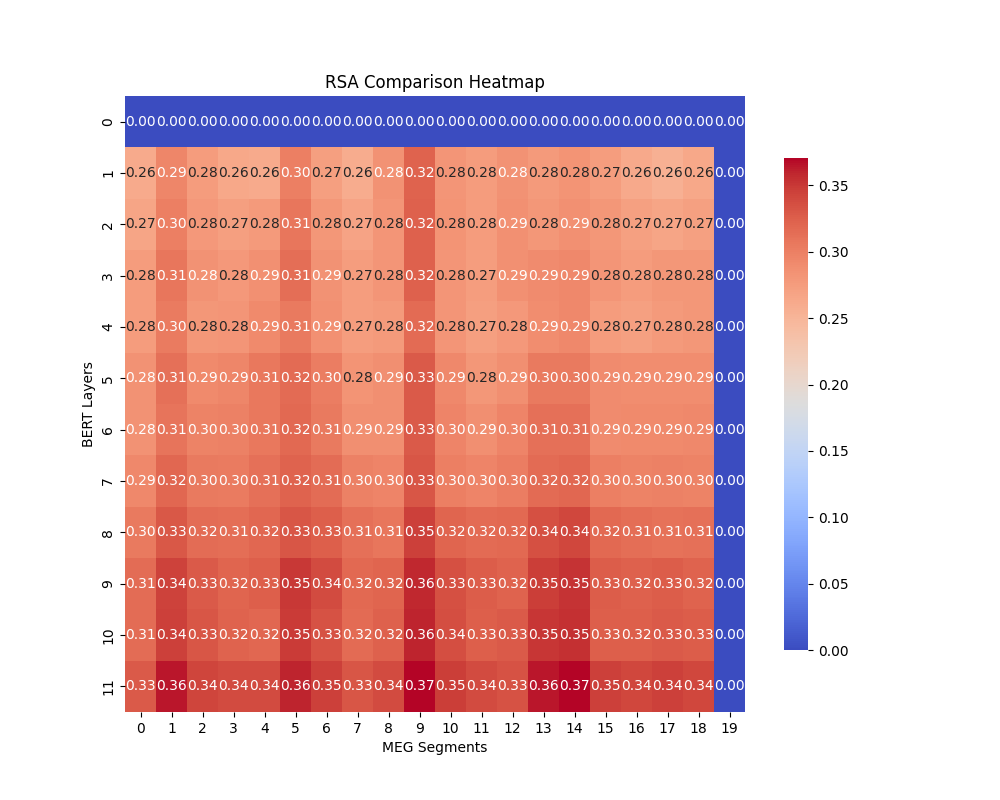 RSA Comparison Heatmap
0 0.00 0.00 0.00 0.00 0.00 0.00 0.00 0.00 0.00 0.00 0.00 0.00 0.00 0.00 0.00 0.00 0.00 0.00 0.00 0.00
1 0.26 0.29 0.28 0.26 0.26 0.30 0.27 0.26 0.28 0.32 0.28 0.28 0.28 0.28 0.28 0.27 0.26 0.26 0.26 0.00
2 0.27 0.30 0.28 0.27 0.28 0.31 0.28 0.27 0.28 0.32 0.28 0.28 0.29 0.28 0.29 0.28 0.27 0.27 0.27 0.00
3 0.28 0.31 0.28 0.28 0.29 0.31 0.29 0.27 0.28 0.32 0.28 0.27 0.29 0.29 0.29 0.28 0.28 0.28 0.28 0.00
4 0.28 0.30 0.28 0.28 0.29 0.31 0.29 0.27 0.28 0.32 0.28 0.27 0.28 0.29 0.29 0.28 0.27 0.28 0.28 0.00
5 0.28 0.31 0.29 0.29 0.31 0.32 0.30 0.28 0.29 0.33 0.29 0.28 0.29 0.30 0.30 0.29 0.29 0.29 0.29 0.00
6 0.28 0.31 0.30 0.30 0.31 0.32 0.31 0.29 0.29 0.33 0.30 0.29 0.30 0.31 0.31 0.29 0.29 0.29 0.29 0.00
7 0.29 0.32 0.30 0.30 0.31 0.32 0.31 0.30 0.30 0.33 0.30 0.30 0.30 0.32 0.32 0.30 0.30 0.30 0.30 0.00
8 0.30 0.33 0.32 0.31 0.32 0.33 0.33 0.31 0.31 0.35 0.32 0.32 0.32 0.34 0.34 0.32 0.31 0.31 0.31 0.00
9 0.31 0.34 0.33 0.32 0.33 0.35 0.34 0.32 0.32 0.36 0.33 0.33 0.32 0.35 0.35 0.33 0.32 0.33 0.32 0.00
10 0.31 0.34 0.33 0.32 0.32 0.35 0.33 0.32 0.32 0.36 0.34 0.33 0.33 0.35 0.35 0.33 0.32 0.33 0.33 0.00
11 0.33 0.36 0.34 0.34 0.34 0.36 0.35 0.33 0.34 0.37 0.35 0.34 0.33 0.36 0.37 0.35 0.34 0.34 0.34 0.00
0 1 2 3 4 5 6 7 8 9 10 11 12 13 14 15 16 17 18 19
MEG Segments
BERT Layers
0.35
0.30
0.25
0.20
0.15
0.10
0.05
0.00